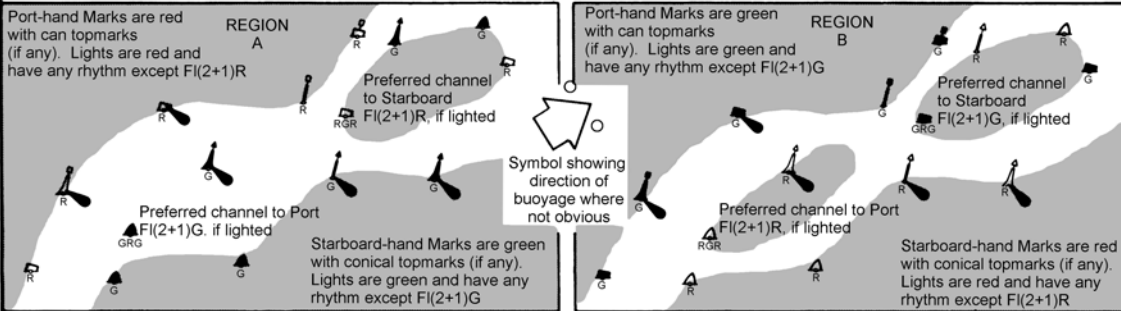 Port-hand Marks are red
with can topmarks
(if any). Lights are red and
have any rhythm except Fl(2+1)R
REGION
A
R
G
G
R
Preferred channel
to Starboard
Fl(2+1)R, if lighted
R
R
RGR
G
R
G
G
Preferred channel to Port
Fl(2+1)G. if lighted
GRG
R
G
G
Starboard-hand Marks are green
with conical topmarks (if any).
Lights are green and have any
rhythm except Fl(2+1)G
Symbol showing
direction of
buoyage where
not obvious
Port-hand Marks are green
with can topmarks
(if any). Lights are green and
have any rhythm except Fl(2+1)G
REGION
B
G
R
R
G
Preferred channel
to Starboard
Fl(2+1)G, if lighted
G
G
GRG
R
G
R
R
Preferred channel to Port
Fl(2+1)R, if lighted
RGR
G
R
R
Starboard-hand Marks are red
with conical topmarks (if any).
Lights are red and have any
rhythm except Fl(2+1)R